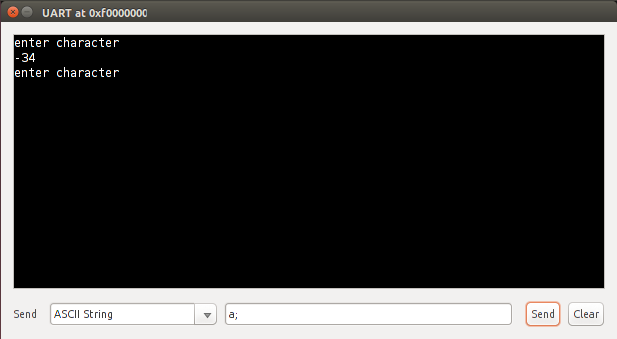 UART at 0xf0000000
enter character
-34
enter character
Send ASCII String a; Send Clear